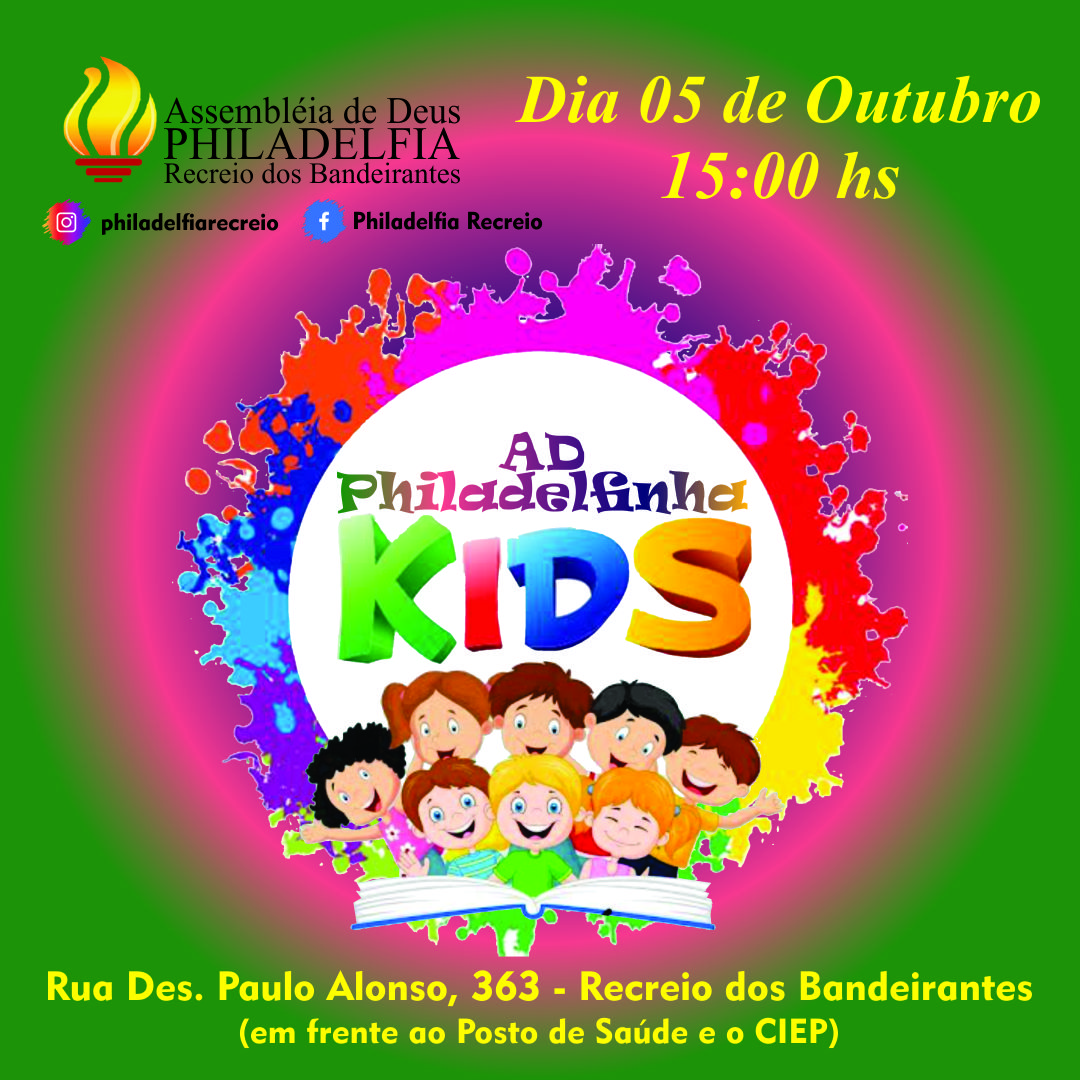 Assembléia de Deus
PHILADELFIA
Recreio dos Bandeirantes
philadelfiarecreio
Philadelfia Recreio
Dia 05 de Outubro
15:00 hs
AD
Philadelfinha
KIDS
Rua Des. Paulo Alonso, 363 - Recreio dos Bandeirantes
(em frente ao Posto de Saúde e o CIEP)